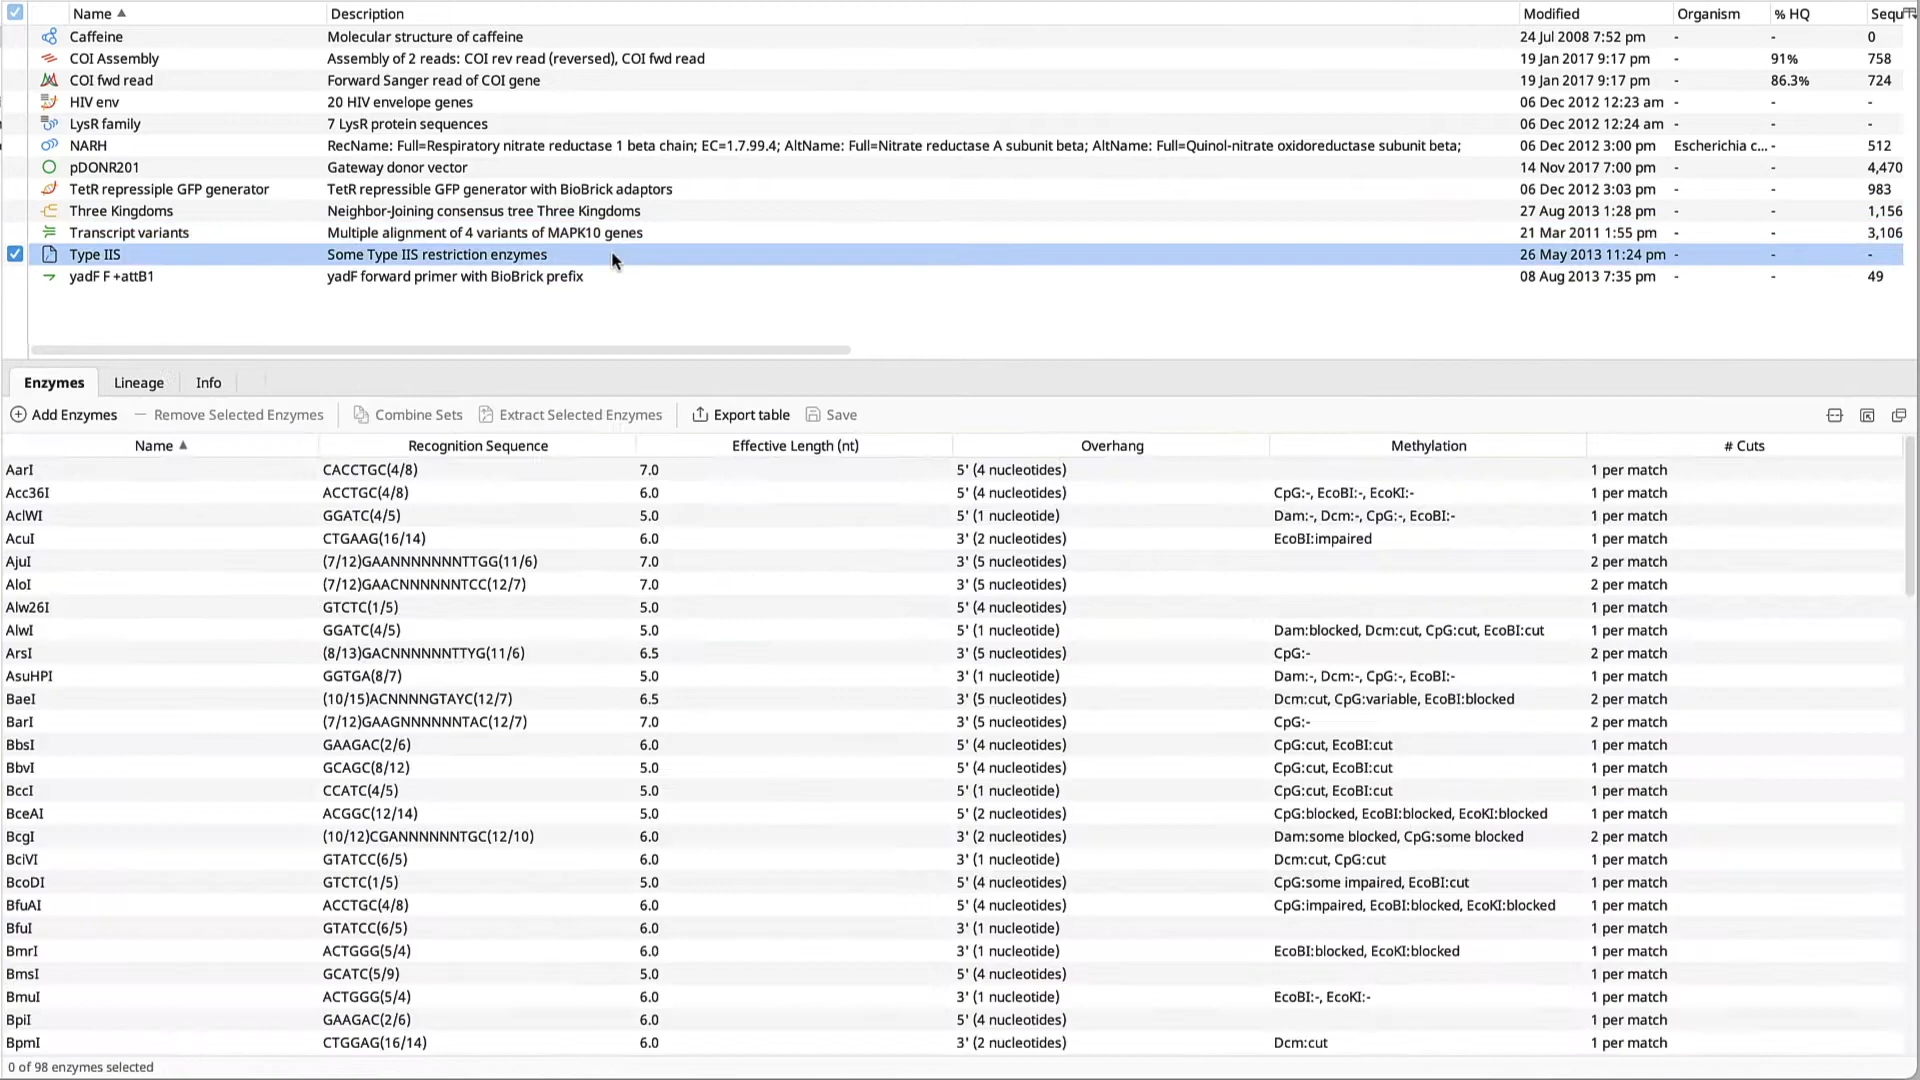 Name ▲ Description Modified Organism % HQ Sequ
Caffeine Molecular structure of caffeine 24 Jul 2008 7:52 pm - - 0
COI Assembly Assembly of 2 reads: COI rev read (reversed), COI fwd read 19 Jan 2017 9:17 pm - 91% 758
COI fwd read Forward Sanger read of COI gene 19 Jan 2017 9:17 pm - 86.3% 724
HIV env 20 HIV envelope genes 06 Dec 2012 12:23 am - - -
LysR family 7 LysR protein sequences 06 Dec 2012 12:24 am - - -
NARH RecName: Full=Respiratory nitrate reductase 1 beta chain; EC=1.7.99.4; AltName: Full=Nitrate reductase A subunit beta; AltName: Full=Quinol-nitrate oxidoreductase subunit beta; 06 Dec 2012 3:00 pm Escherichia c... - 512
pDONR201 Gateway donor vector 14 Nov 2017 7:00 pm - - 4,470
TetR repressiple GFP generator TetR repressible GFP generator with BioBrick adaptors 06 Dec 2012 3:03 pm - - 983
Three Kingdoms Neighbor-Joining consensus tree Three Kingdoms 27 Aug 2013 1:28 pm - - 1,156
Transcript variants Multiple alignment of 4 variants of MAPK10 genes 21 Mar 2011 1:55 pm - - 3,106
Type IIS Some Type IIS restriction enzymes 26 May 2013 11:24 pm - - -
yadF F +attB1 yadF forward primer with BioBrick prefix 08 Aug 2013 7:35 pm - - 49
Enzymes Lineage Info
Add Enzymes Remove Selected Enzymes Combine Sets Extract Selected Enzymes Export table Save
Name ▲ Recognition Sequence Effective Length (nt) Overhang Methylation # Cuts
AarI CACCTGC(4/8) 7.0 5' (4 nucleotides) 1 per match
Acc36I ACCTGC(4/8) 6.0 5' (4 nucleotides) CpG:-, EcoBI:-, EcoKI:- 1 per match
AclWI GGATC(4/5) 5.0 5' (1 nucleotide) Dam:-, Dcm:-, CpG:-, EcoBI:- 1 per match
AcuI CTGAAG(16/14) 6.0 3' (2 nucleotides) EcoBI:impaired 1 per match
AjuI (7/12)GAANNNNNNNTTGG(11/6) 7.0 3' (5 nucleotides) 2 per match
AloI (7/12)GAACNNNNNNTCC(12/7) 7.0 3' (5 nucleotides) 2 per match
Alw26I GTCTC(1/5) 5.0 5' (4 nucleotides) 1 per match
AlwI GGATC(4/5) 5.0 5' (1 nucleotide) Dam:blocked, Dcm:cut, CpG:cut, EcoBI:cut 1 per match
ArsI (8/13)GACNNNNNNTTYG(11/6) 6.5 3' (5 nucleotides) CpG:- 2 per match
AsuHPI GGTGA(8/7) 5.0 3' (1 nucleotide) Dam:-, Dcm:-, CpG:-, EcoBI:- 1 per match
BaeI (10/15)ACNNNNGTAYC(12/7) 6.5 3' (5 nucleotides) Dcm:cut, CpG:variable, EcoBI:blocked 2 per match
BarI (7/12)GAAGNNNNNNTAC(12/7) 7.0 3' (5 nucleotides) CpG:- 2 per match
BbsI GAAGAC(2/6) 6.0 5' (4 nucleotides) CpG:cut, EcoBI:cut 1 per match
BbvI GCAGC(8/12) 5.0 5' (4 nucleotides) CpG:cut, EcoBI:cut 1 per match
BccI CCATC(4/5) 5.0 5' (1 nucleotide) CpG:cut, EcoBI:cut 1 per match
BceAI ACGGC(12/14) 5.0 5' (2 nucleotides) CpG:blocked, EcoBI:blocked, EcoKI:blocked 1 per match
BcgI (10/12)CGANNNNNNTGC(12/10) 6.0 3' (2 nucleotides) Dam:some blocked, CpG:some blocked 2 per match
BciVI GTATCC(6/5) 6.0 3' (1 nucleotide) Dcm:cut, CpG:cut 1 per match
BcoDI GTCTC(1/5) 5.0 5' (4 nucleotides) CpG:some impaired, EcoBI:cut 1 per match
BfuAI ACCTGC(4/8) 6.0 5' (4 nucleotides) CpG:impaired, EcoBI:blocked, EcoKI:blocked 1 per match
BfuI GTATCC(6/5) 6.0 3' (1 nucleotide) 1 per match
BmrI ACTGGG(5/4) 6.0 3' (1 nucleotide) EcoBI:blocked, EcoKI:blocked 1 per match
BmsI GCATC(5/9) 5.0 5' (4 nucleotides) 1 per match
BmuI ACTGGG(5/4) 6.0 3' (1 nucleotide) EcoBI:-, EcoKI:- 1 per match
BpiI GAAGAC(2/6) 6.0 5' (4 nucleotides) 1 per match
BpmI CTGGAG(16/14) 6.0 3' (2 nucleotides) Dcm:cut 1 per match
0 of 98 enzymes selected